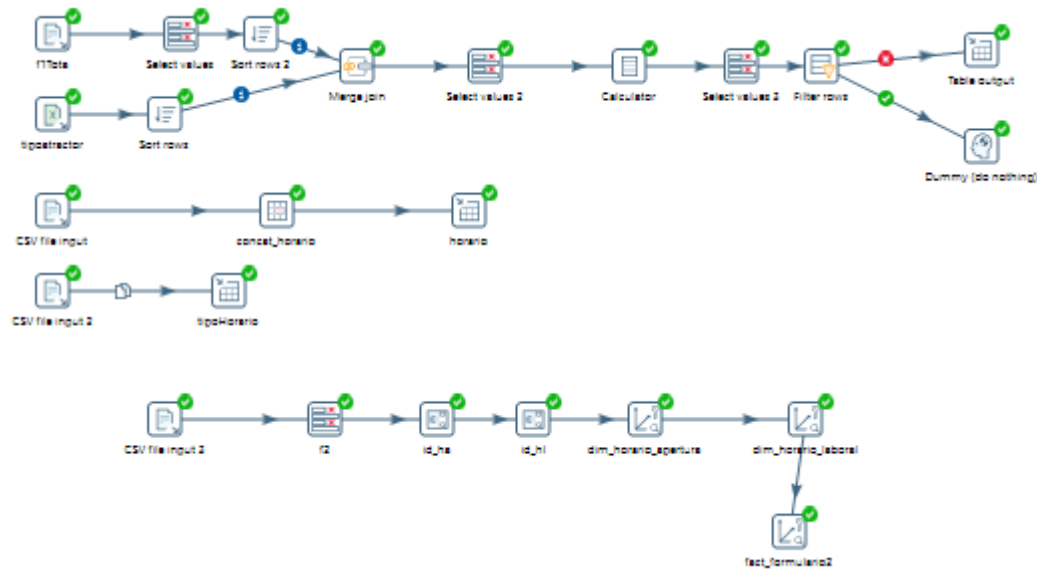 f1Tota
Select values
Sort rows 2
Merge join
Select values 2
Calculator
Select values 3
Filter rows
Table output
Sort rows
Dummy (do nothing)
CSV file input
concat_horario
horario
CSV file input 2
tipoHorario
CSV file input 3
f2
id_ha
id_hl
dim_horario_apertura
dim_horario_laboral
fact_formulario2